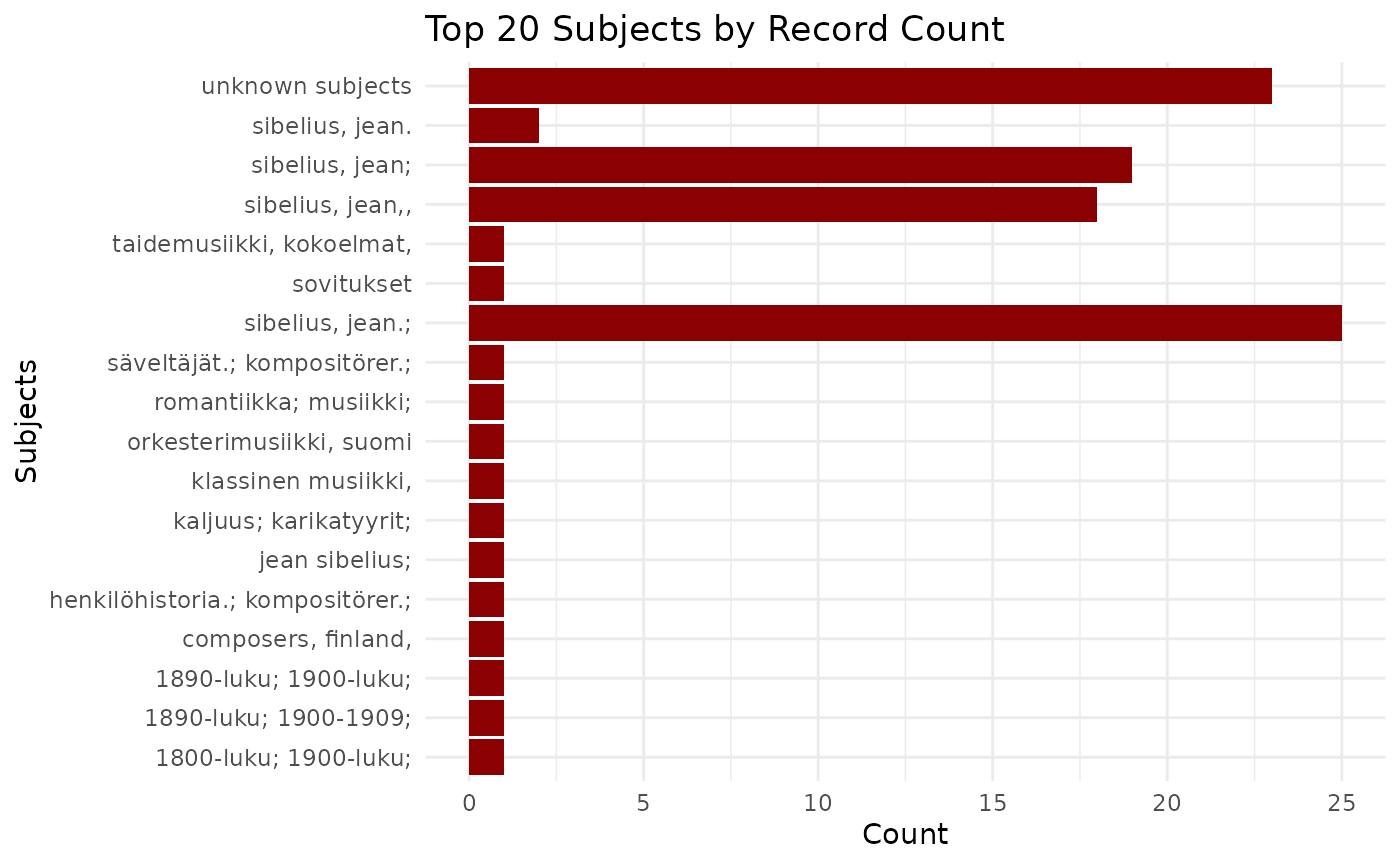 Top 20 Subjects by Record Count
unknown subjects
sibelius, jean.
sibelius, jean;
sibelius, jean,,
taidemusiikki, kokoelmat,
sovitukset
sibelius, jean.;
säveltäjät.; kompositörer.;
romantiikka; musiikki;
orkesterimusiikki, suomi
klassinen musiikki,
kaljuus; karikatyyrit;
jean sibelius;
henkilöhistoria.; kompositörer.;
composers, finland,
1890-luku; 1900-luku;
1890-luku; 1900-1909;
1800-luku; 1900-luku;
Subjects
0 5 10 15 20 25
Count